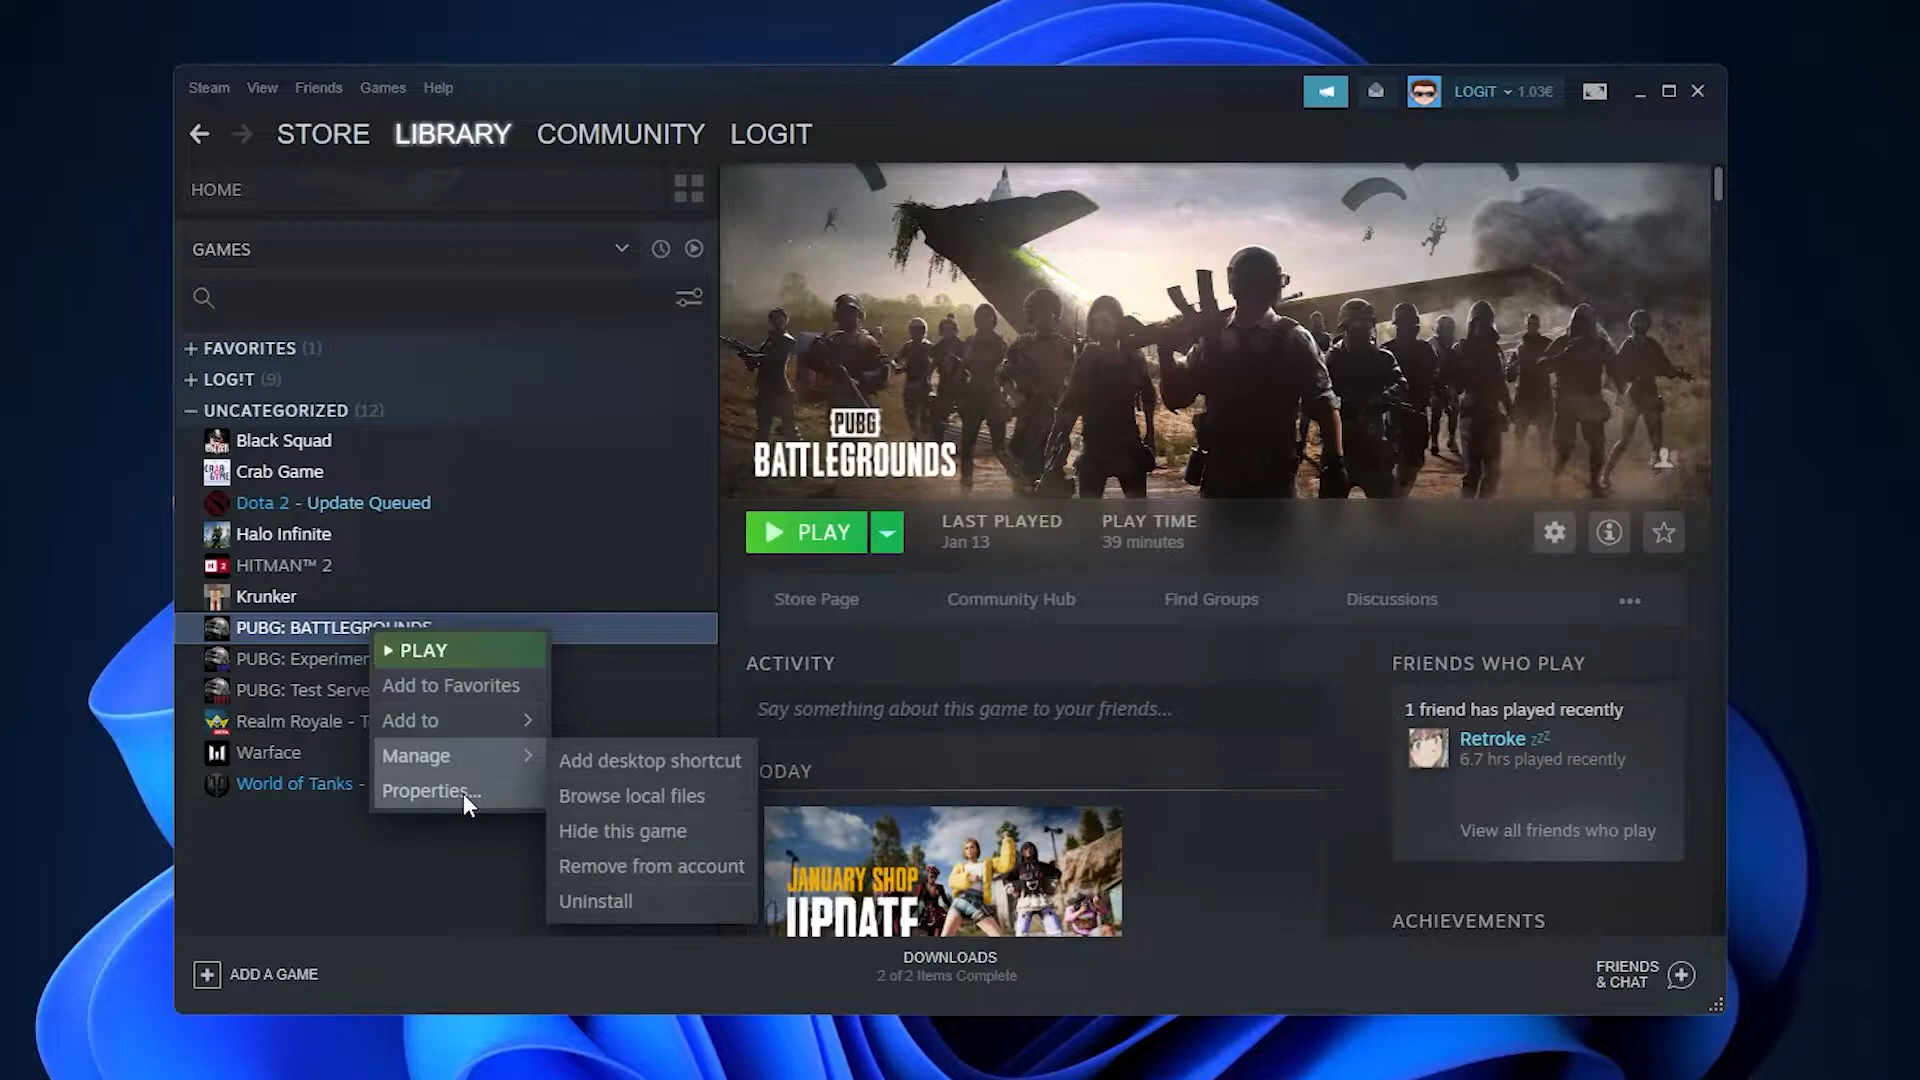 Steam View Friends Games Help
LOGIT 1.03€
STORE LIBRARY COMMUNITY LOGIT
HOME
GAMES
+ FAVORITES (1)
+ LOG!T (9)
— UNCATEGORIZED (12)
Black Squad
Crab Game
Dota 2 - Update Queued
Halo Infinite
HITMAN™ 2
Krunker
PUBG: BATTLEGROUNDS
PUBG: Experimen
PUBG: Test Serve
Realm Royale - T
Warface
World of Tanks -
PLAY
Add to Favorites
Add to
Manage
Properties...
Add desktop shortcut
Browse local files
Hide this game
Remove from account
Uninstall
PUBG
BATTLEGROUNDS
PLAY
LAST PLAYED
Jan 13
PLAY TIME
39 minutes
Store Page Community Hub Find Groups Discussions •••
ACTIVITY
Say something about this game to your friends...
ODAY
JANUARY SHOP
UPDATE
FRIENDS WHO PLAY
1 friend has played recently
Retroke zzZ
6.7 hrs played recently
View all friends who play
ACHIEVEMENTS
ADD A GAME
DOWNLOADS
2 of 2 Items Complete
FRIENDS
& CHAT